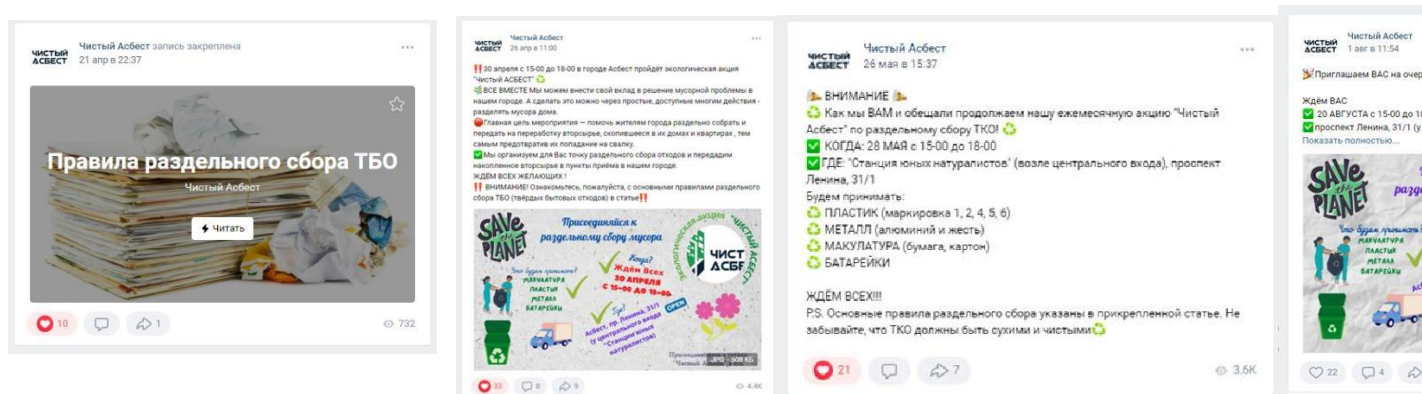 ЧИСТЫЙ
АСБЕСТ
Чистый Асбест запись закреплена
21 апр в 22:37
Правила раздельного сбора ТБО
Чистый Асбест
Читать
10
1
732
ЧИСТЫЙ
АСБЕСТ
Чистый Асбест
26 апр в 11:00
‼30 апреля с 15-00 до 18-00 в городе Асбест пройдёт экологическая акция
"Чистый АСБЕСТ" ♻
ВСЕ ВМЕСТЕ Мы можем внести свой вклад в решение мусорной проблемы в
нашем городе. А сделать это можно через простые, доступные многим действия -
разделять мусора дома.
Главная цель мероприятия — помочь жителям города раздельно собрать и
передать на переработку вторсырье, скопившееся в их домах и квартирах , тем
самым предотвратив их попадание на свалку.
✅Мы организуем для Вас точку раздельного сбора отходов и передадим
накопленное вторсырье в пункты приёма в нашем городе.
ЖДЁМ ВСЕХ ЖЕЛАЮЩИХ !
‼ ВНИМАНИЕ! Ознакомьтесь, пожалуйста, с основными правилами раздельного
сбора ТБО (твёрдых бытовых отходов) в статье‼
SAVE
the
PLANET
Присоединяйся к
раздельному сбору мусора
Что будем принимать?
МАКУЛАТУРА
ПЛАСТИК
МЕТАЛЛ
БАТАРЕЙКИ
Когда?
Ждём Всех
30 АПРЕЛЯ
С 15-00 ДО 18-00
Где?
Асбест, пр. Ленина, 31/1
(у центрального входа
"Станции юных
натуралистов)
OPEN
ЭКОЛОГИЧЕСКАЯ АКЦИЯ "ЧИСТЫЙ АСБЕСТ"
ЧИСТ
АСБЕ
JPG - 508 КБ
33
8
9
4.4K
ЧИСТЫЙ
АСБЕСТ
Чистый Асбест
26 мая в 15:37
ВНИМАНИЕ
♻ Как мы ВАМ и обещали продолжаем нашу ежемесячную акцию "Чистый
Асбест" по раздельному сбору ТКО! ♻
✅ КОГДА: 28 МАЯ с 15-00 до 18-00
✅ ГДЕ: "Станция юных натуралистов" (возле центрального входа), проспект
Ленина, 31/1
Будем принимать:
♻ ПЛАСТИК (маркировка 1, 2, 4, 5, 6)
♻ МЕТАЛЛ (алюминий и жесть)
♻ МАКУЛАТУРА (бумага, картон)
♻ БАТАРЕЙКИ
ЖДЁМ ВСЕХ!!!!
P.S. Основные правила раздельного сбора указаны в прикрепленной статье. Не
забывайте, что ТКО должны быть сухими и чистыми♻
21
7
3.6K
ЧИСТЫЙ
АСБЕСТ
Чистый Асбест
1 авг в 11:54
Приглашаем ВАС на очер
Ждём ВАС
✅ 20 АВГУСТА с 15-00 до 18
✅ проспект Ленина, 31/1 (у
Показать полностью...
SAVE
the
PLANET
разде
Что будем принимать?
МАКУЛАТУРА
ПЛАСТИК
МЕТАЛЛ
БАТАРЕЙКИ
22
4